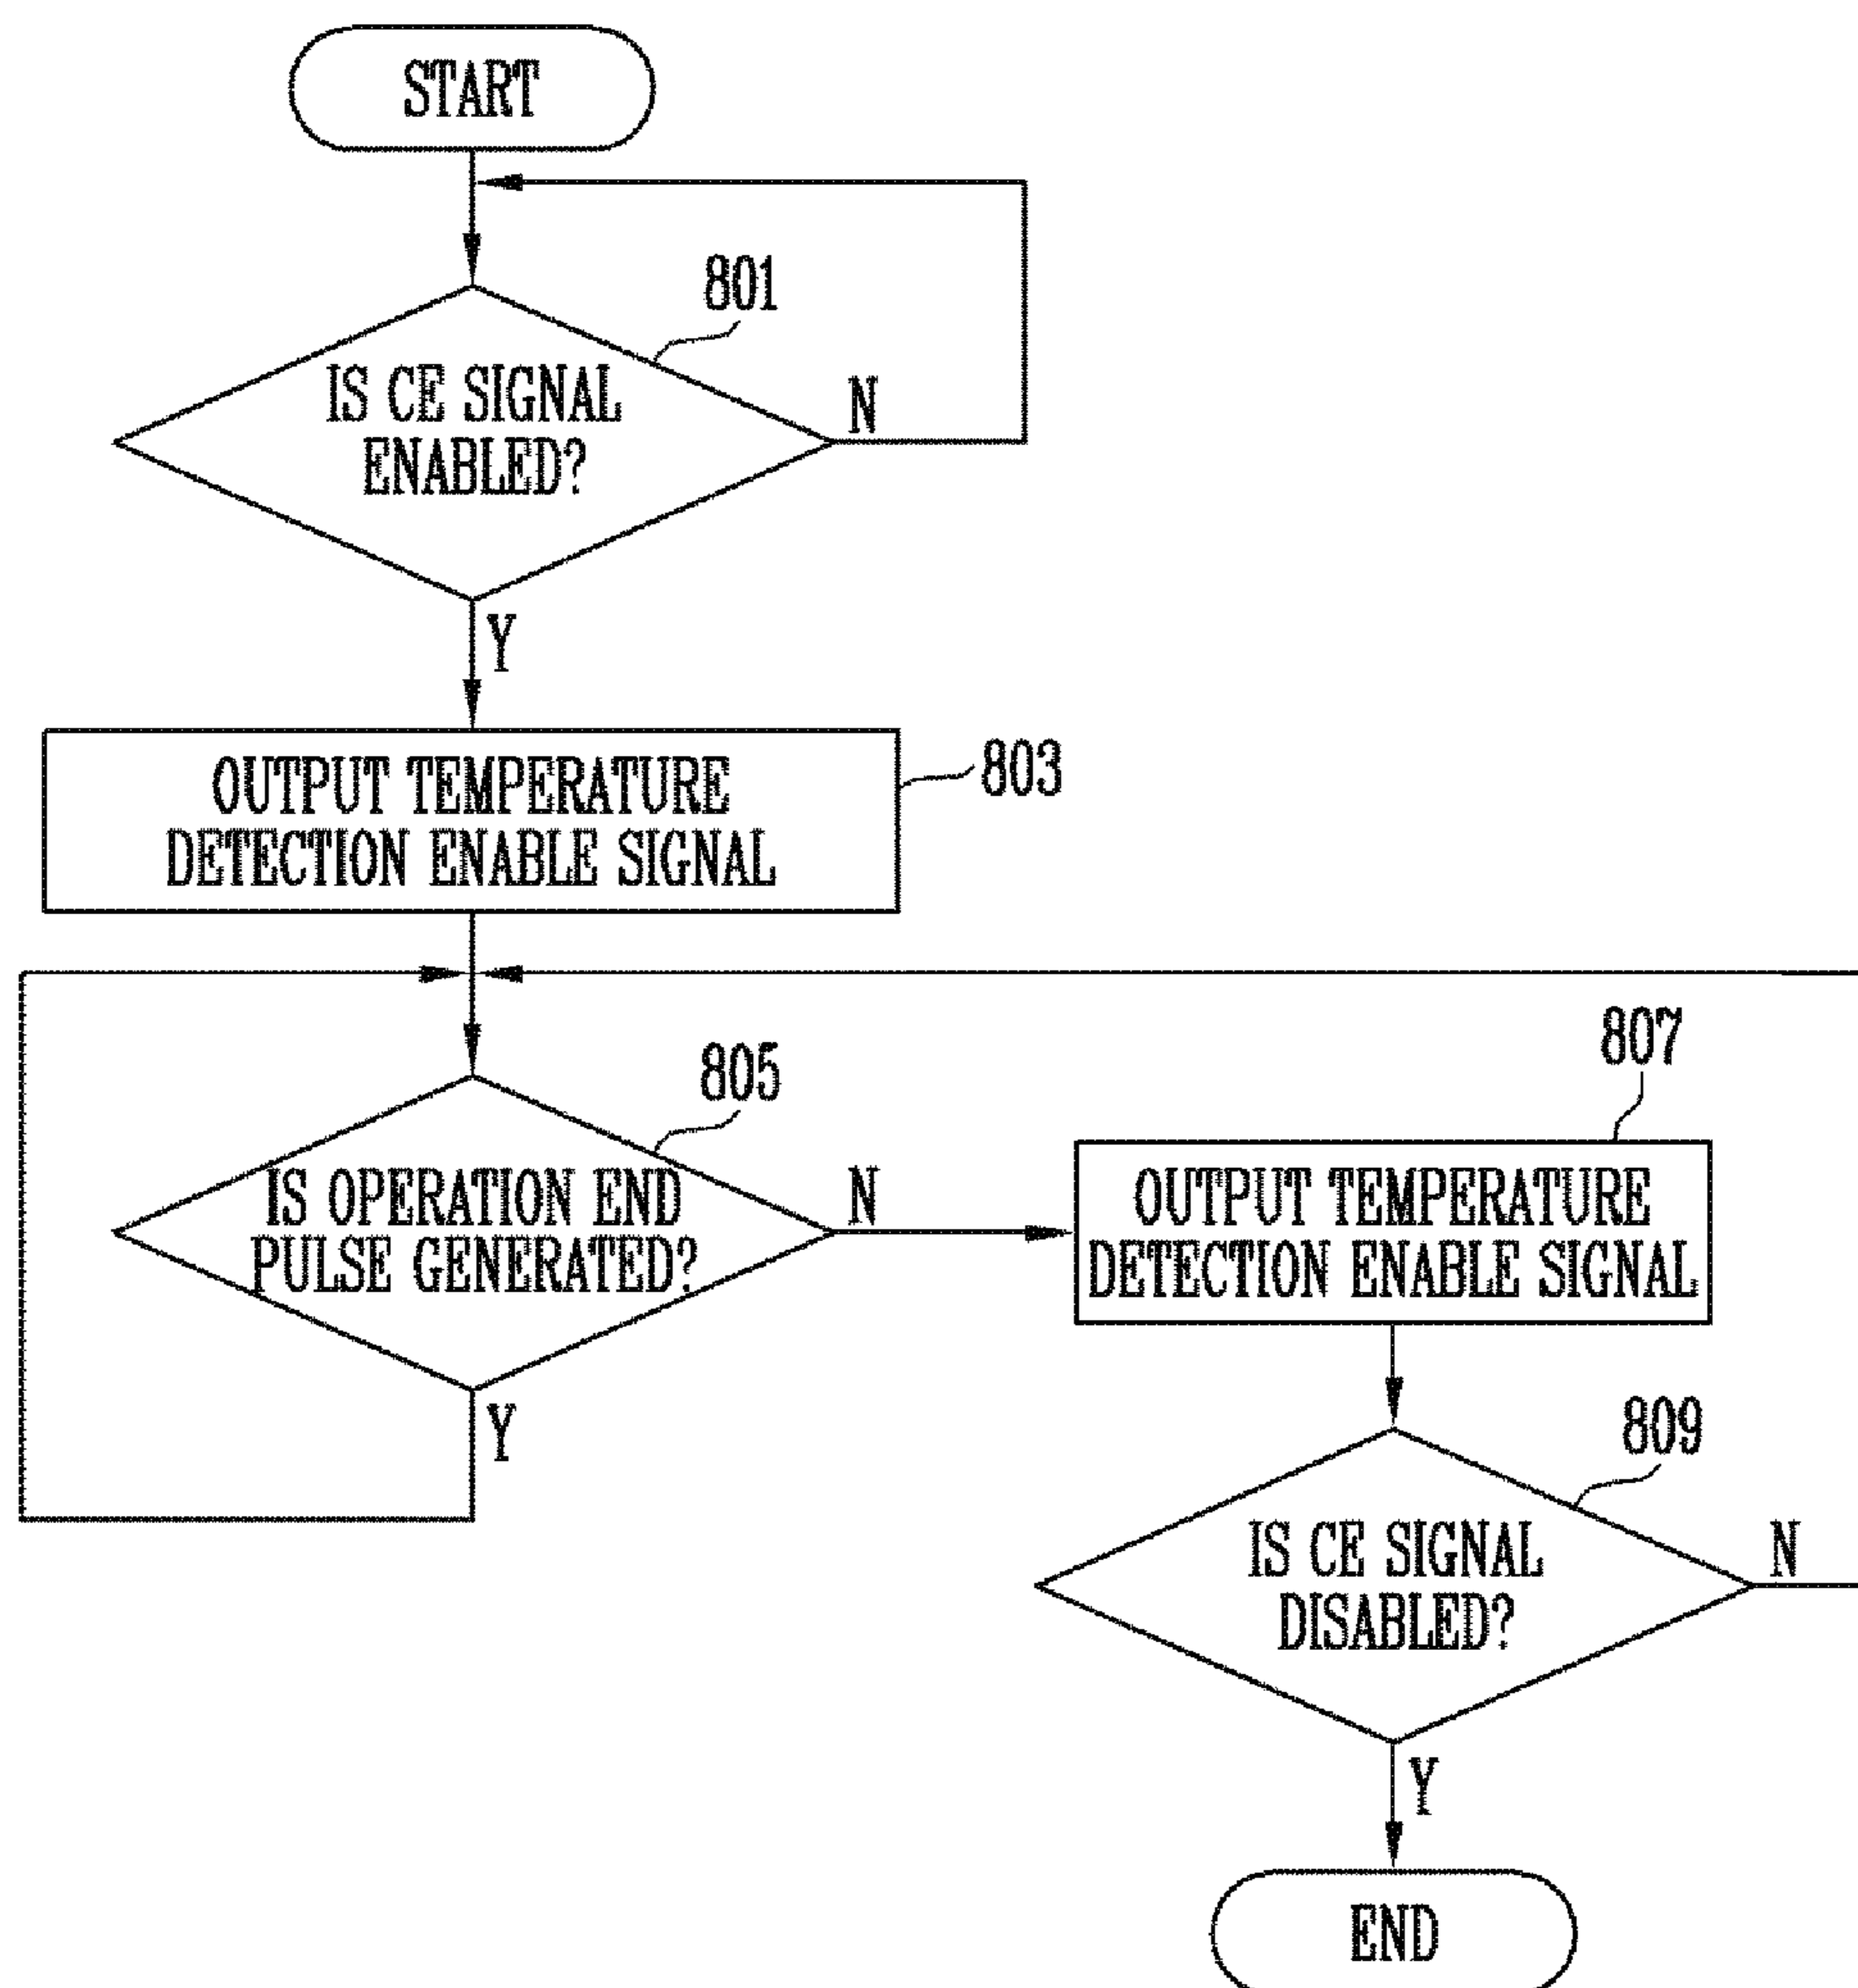 START
801
IS CE SIGNAL
ENABLED?
N
Y
OUTPUT TEMPERATURE
DETECTION ENABLE SIGNAL
803
805
IS OPERATION END
PULSE GENERATED?
N
Y
807
OUTPUT TEMPERATURE
DETECTION ENABLE SIGNAL
809
IS CE SIGNAL
DISABLED?
N
Y
END